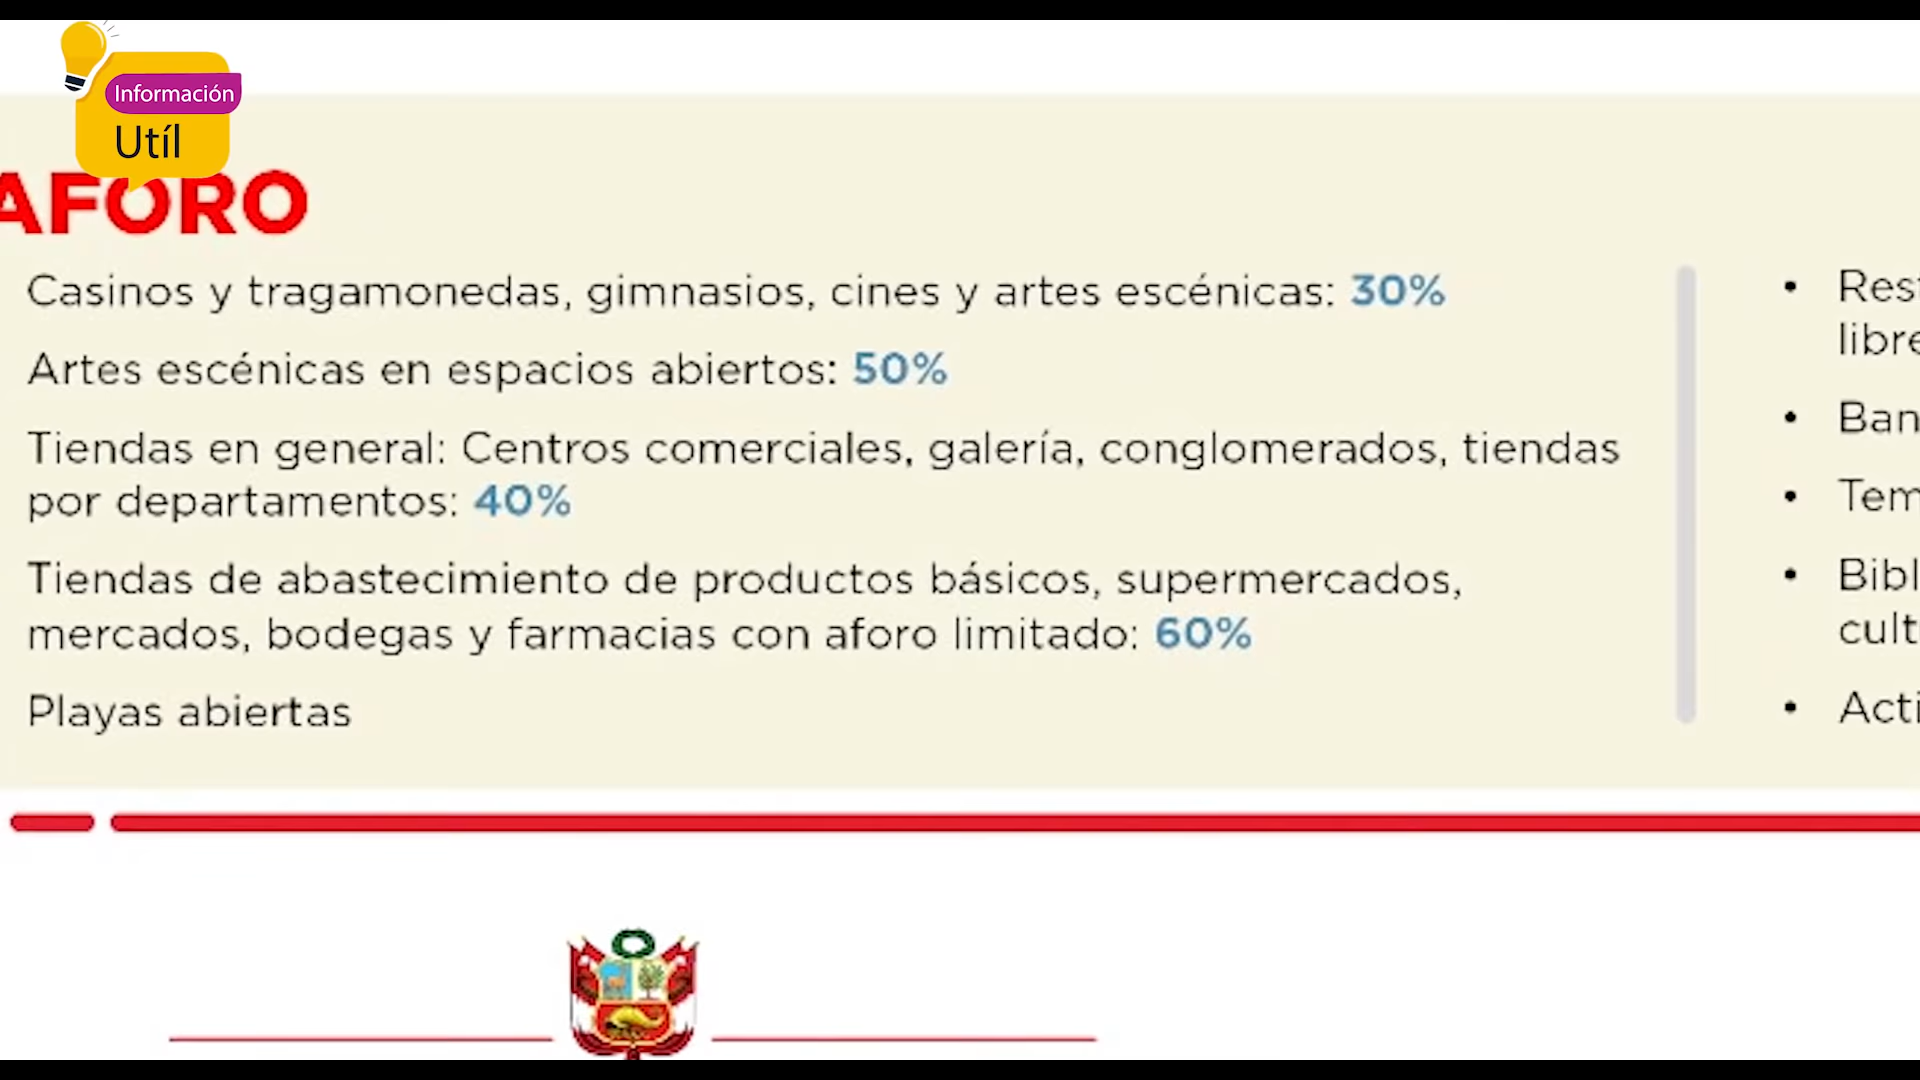 Información
Utíl
AFORO
Casinos y tragamonedas, gimnasios, cines y artes escénicas: 30%
Artes escénicas en espacios abiertos: 50%
Tiendas en general: Centros comerciales, galería, conglomerados, tiendas
por departamentos: 40%
Tiendas de abastecimiento de productos básicos, supermercados,
mercados, bodegas y farmacias con aforo limitado: 60%
Playas abiertas